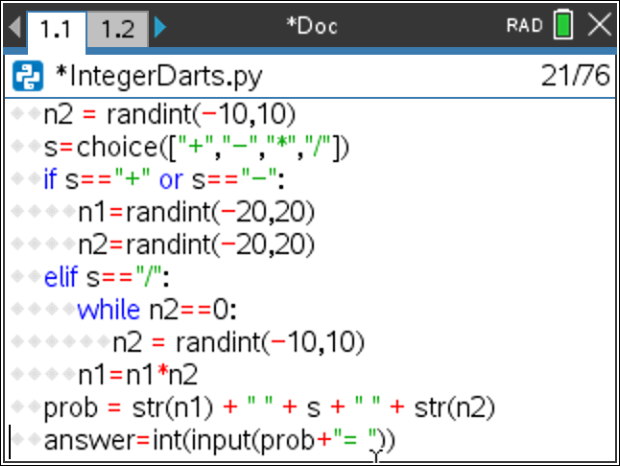 1.1 1.2 *Doc RAD
*IntegerDarts.py 21/76
n2 = randint(-10,10)
s=choice(["+","-","*","/"])
if s=="+" or s=="-":
n1=randint(-20,20)
n2=randint(-20,20)
elif s=="/":
while n2==0:
n2 = randint(-10,10)
n1=n1*n2
prob = str(n1) + " " + s + " " + str(n2)
answer=int(input(prob+"= "))